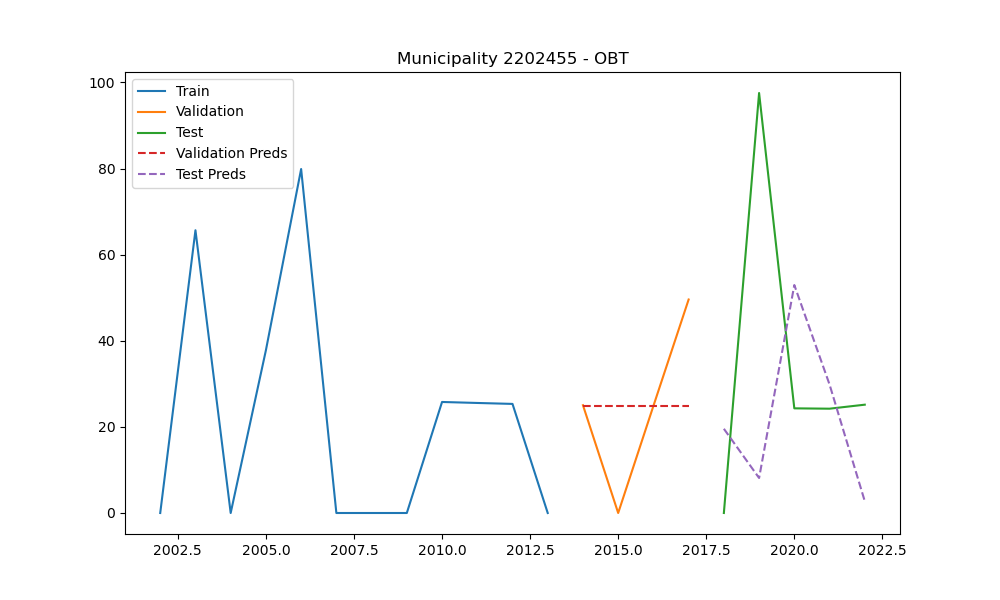 Municipality 2202455 - OBT
Train
Validation
Test
Validation Preds
Test Preds
100
80
60
40
20
0
2002.5 2005.0 2007.5 2010.0 2012.5 2015.0 2017.5 2020.0 2022.5